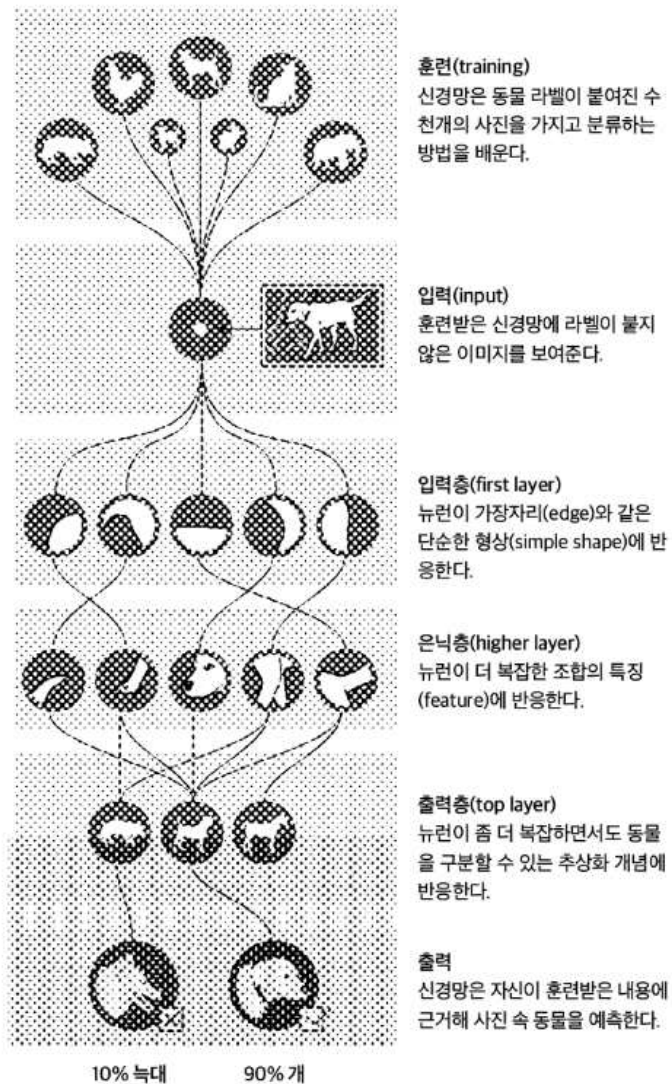 훈련(training)
신경망은 동물 라벨이 붙여진 수
천개의 사진을 가지고 분류하는
방법을 배운다.
입력(input)
훈련받은 신경망에 라벨이 붙지
않은 이미지를 보여준다.
입력층(first layer)
뉴런이 가장자리(edge)와 같은
단순한 형상(simple shape)에 반
응한다.
은닉층(higher layer)
뉴런이 더 복잡한 조합의 특징
(feature)에 반응한다.
출력층(top layer)
뉴런이 좀 더 복잡하면서도 동물
을 구분할 수 있는 추상화 개념에
반응한다.
출력
신경망은 자신이 훈련받은 내용에
근거해 사진 속 동물을 예측한다.
10% 늑대
90% 개